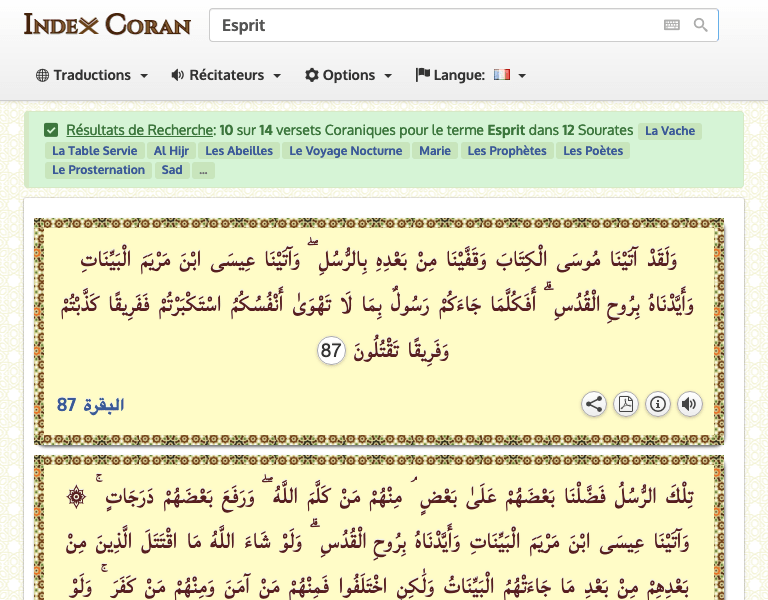 Index Coran
Esprit
Traductions Récitateurs Options Langue:
Résultats de Recherche: 10 sur 14 versets Coraniques pour le terme Esprit dans 12 Sourates La Vache
La Table Servie Al Hijr Les Abeilles Le Voyage Nocturne Marie Les Prophètes Les Poètes
Le Prosternation Sad ...
وَلَقَدْ آتَيْنَا مُوسَى الْكِتَابَ وَقَفَّيْنَا مِنْ بَعْدِهِ بِالرُّسُلِ ۖ وَآتَيْنَا عِيسَى ابْنَ مَرْيَمَ الْبَيِّنَاتِ
وَأَيَّدْنَاهُ بِرُوحِ الْقُدُسِ ۗ أَفَكُلَّمَا جَاءَكُمْ رَسُولٌ بِمَا لَا تَهْوَىٰ أَنْفُسُكُمُ اسْتَكْبَرْتُمْ فَفَرِيقًا كَذَّبْتُمْ
وَفَرِيقًا تَقْتُلُونَ 87
البقرة 87
۞ تِلْكَ الرُّسُلُ فَضَّلْنَا بَعْضَهُمْ عَلَىٰ بَعْضٍ ۘ مِنْهُمْ مَنْ كَلَّمَ اللَّهُ ۖ وَرَفَعَ بَعْضَهُمْ دَرَجَاتٍ ۚ
وَآتَيْنَا عِيسَى ابْنَ مَرْيَمَ الْبَيِّنَاتِ وَأَيَّدْنَاهُ بِرُوحِ الْقُدُسِ ۗ وَلَوْ شَاءَ اللَّهُ مَا اقْتَتَلَ الَّذِينَ مِنْ
بَعْدِهِمْ مِنْ بَعْدِ مَا جَاءَتْهُمُ الْبَيِّنَاتُ وَلَٰكِنِ اخْتَلَفُوا فَمِنْهُمْ مَنْ آمَنَ وَمِنْهُمْ مَنْ كَفَرَ ۚ وَلَوْ